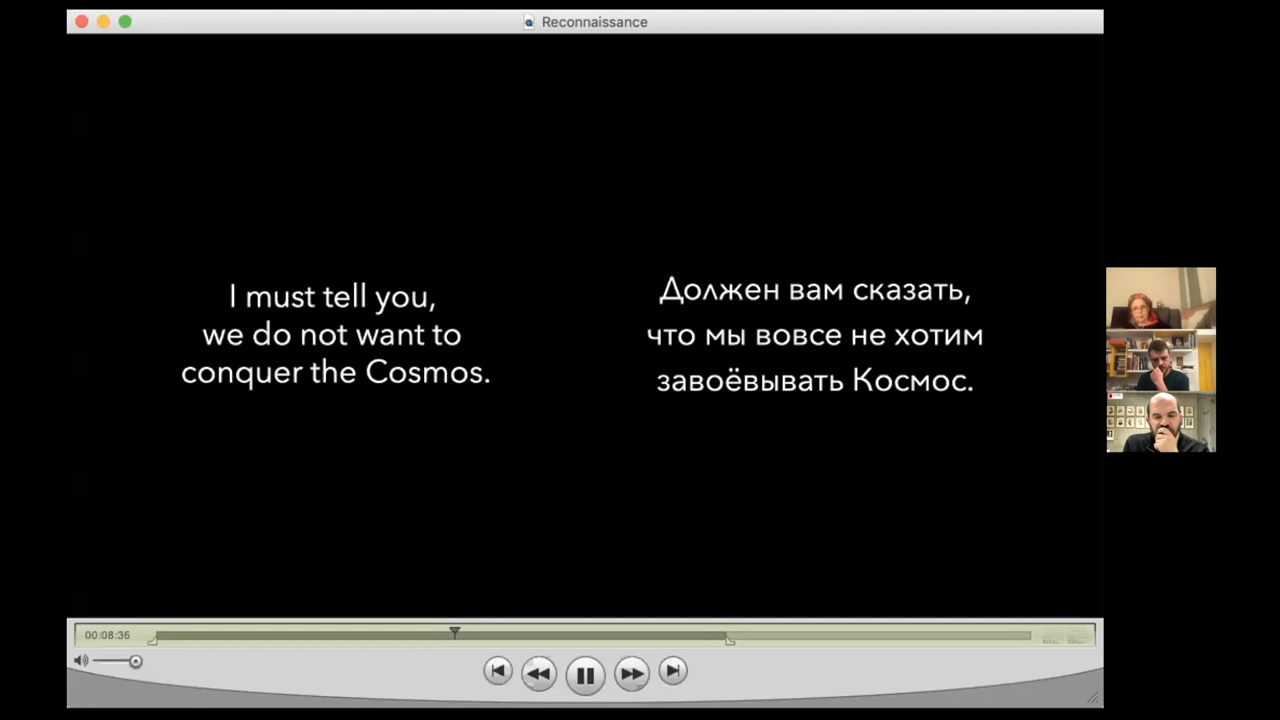 Reconnaissance
I must tell you,
we do not want to
conquer the Cosmos.
Должен вам сказать,
что мы вовсе не хотим
завоёвывать Космос.
00:08:35